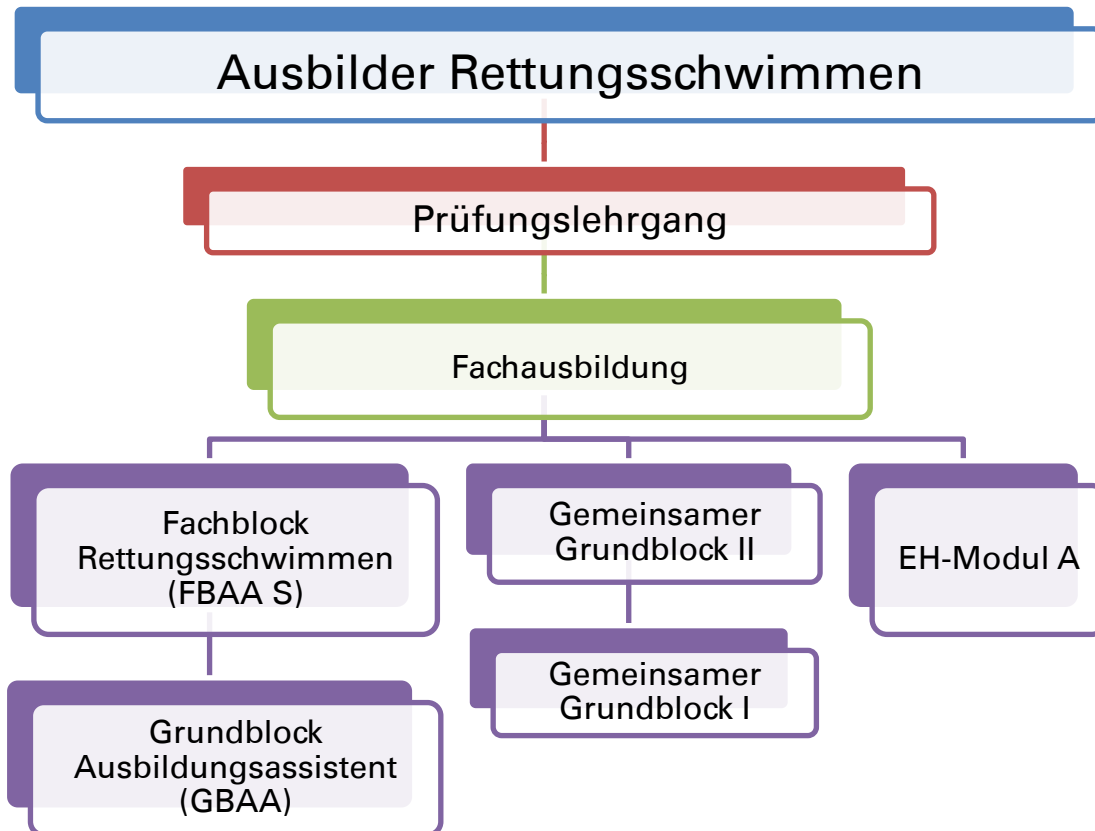 Ausbilder Rettungsschwimmen
Prüfungslehrgang
Fachausbildung
Fachblock
Rettungsschwimmen
(FBAA S)
Gemeinsamer
Grundblock II
EH-Modul A
Grundblock
Ausbildungsassistent
(GBAA)
Gemeinsamer
Grundblock I